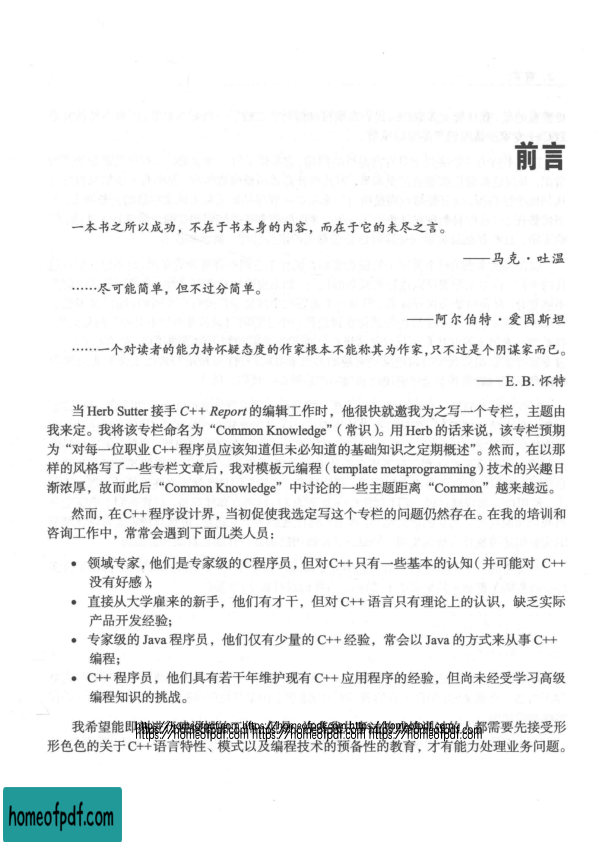 前言
一本书之所以成功，不在于书本身的内容，而在于它的未尽之言。
——马克·吐温
……尽可能简单，但不过分简单。
——阿尔伯特·爱因斯坦
……一个对读者的能力持怀疑态度的作家根本不能称其为作家，只不过是个阴谋家而已。
——E. B. 怀特
当 Herb Sutter 接手 C++ Report 的编辑工作时，他很快就邀我为之写一个专栏，主题由
我来定。我将该专栏命名为“Common Knowledge”（常识）。用 Herb 的话来说，该专栏预期
为“对每一位职业 C++ 程序员应该知道但未必知道的基础知识之定期概述”。然而，在以那
样的风格写了一些专栏文章后，我对模板元编程（template metaprogramming）技术的兴趣日
渐浓厚，故而此后“Common Knowledge”中讨论的一些主题距离“Common”越来越远。
然而，在 C++ 程序设计界，当初促使我选定写这个专栏的问题仍然存在。在我的培训和
咨询工作中，常常会遇到下面几类人员：
• 领域专家，他们是专家级的C程序员，但对C++只有一些基本的认知（并可能对 C++
没有好感）；
• 直接从大学雇来的新手，他们有才干，但对 C++ 语言只有理论上的认识，缺乏实际
产品开发经验；
• 专家级的 Java 程序员，他们仅有少量的 C++ 经验，常会以 Java 的方式来从事 C++
编程；
• C++ 程序员，他们具有若干年维护现有 C++ 应用程序的经验，但尚未经受学习高级
编程知识的挑战。
我希望能即 人都需要先接受形
https://homeofpdf.com https://homeofpdf.com https://homeofpdf.com
形色色的关于 C++ 语言特性、模式以及编程技术的预备性的教育，才有能力处理业务问题。
homeofpdf.com